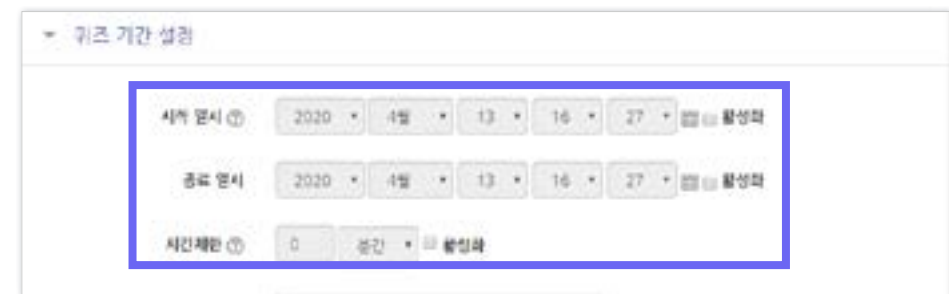 퀴즈 기간 설정
시작 일시 2020 4월 13 16 27 활성화
종료 일시 2020 4월 13 16 27 활성화
시간제한 0 분간 활성화